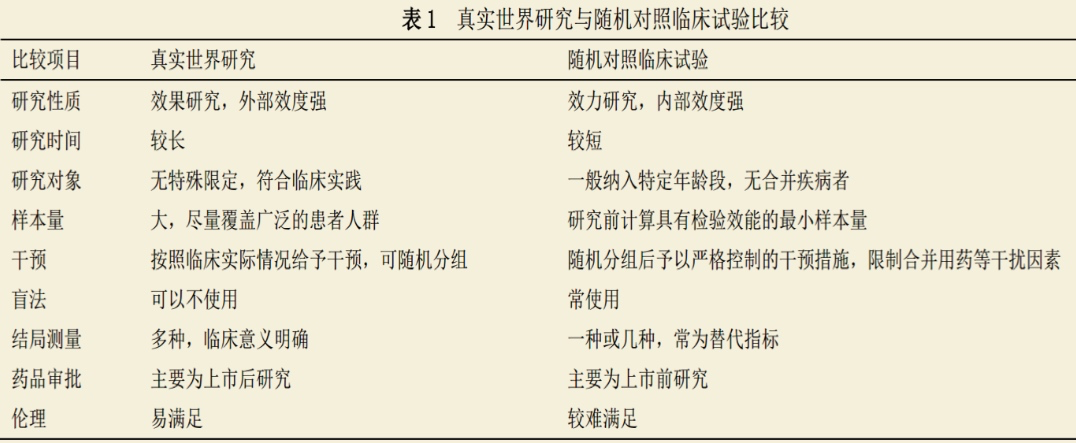 表1 真实世界研究与随机对照临床试验比较
比较项目 真实世界研究 随机对照临床试验
研究性质 效果研究，外部效度强 效力研究，内部效度强
研究时间 较长 较短
研究对象 无特殊限定，符合临床实践 一般纳入特定年龄段，无合并疾病者
样本量 大，尽量覆盖广泛的患者人群 研究前计算具有检验效能的最小样本量
干预 按照临床实际情况给予干预，可随机分组 随机分组后予以严格控制的干预措施，限制合并用药等干扰因素
盲法 可以不使用 常使用
结局测量 多种，临床意义明确 一种或几种，常为替代指标
药品审批 主要为上市后研究 主要为上市前研究
伦理 易满足 较难满足